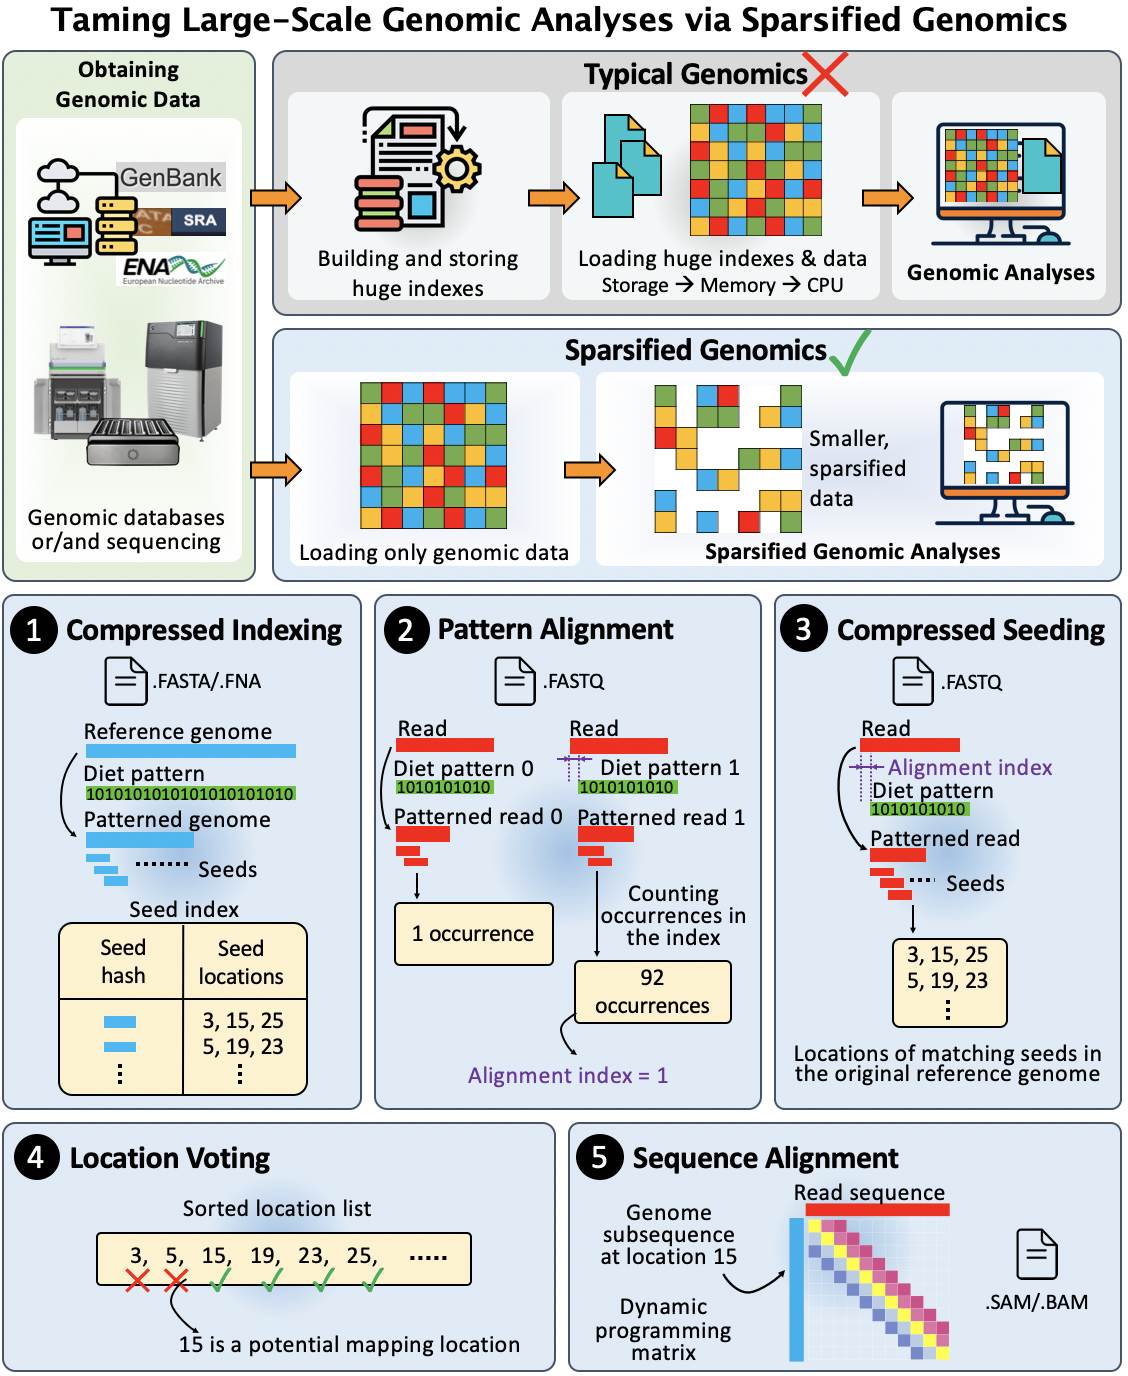 Taming Large-Scale Genomic Analyses via Sparsified Genomics
Obtaining
Genomic Data
GenBank
SRA
ENA
European Nucleotide Archive
Genomic databases
or/and sequencing
Typical Genomics
Building and storing
huge indexes
Loading huge indexes & data
Storage → Memory → CPU
Genomic Analyses
Sparsified Genomics
Loading only genomic data
Smaller,
sparsified
data
Sparsified Genomic Analyses
1 Compressed Indexing
.FASTA/.FNA
Reference genome
Diet pattern
1010101010101010101010
Patterned genome
Seeds
Seed index
Seed
hash
Seed
locations
3, 15, 25
5, 19, 23
2 Pattern Alignment
.FASTQ
Read
Diet pattern 0
1010101010
Patterned read 0
1 occurrence
Read
Diet pattern 1
1010101010
Patterned read 1
Counting
occurrences in
the index
92
occurrences
Alignment index = 1
3 Compressed Seeding
.FASTQ
Read
Alignment index
Diet pattern
1010101010
Patterned read
Seeds
3, 15, 25
5, 19, 23
Locations of matching seeds in
the original reference genome
4 Location Voting
Sorted location list
3, 5, 15, 19, 23, 25, .....
15 is a potential mapping location
5 Sequence Alignment
Read sequence
Genome
subsequence
at location 15
Dynamic
programming
matrix
.SAM/.BAM